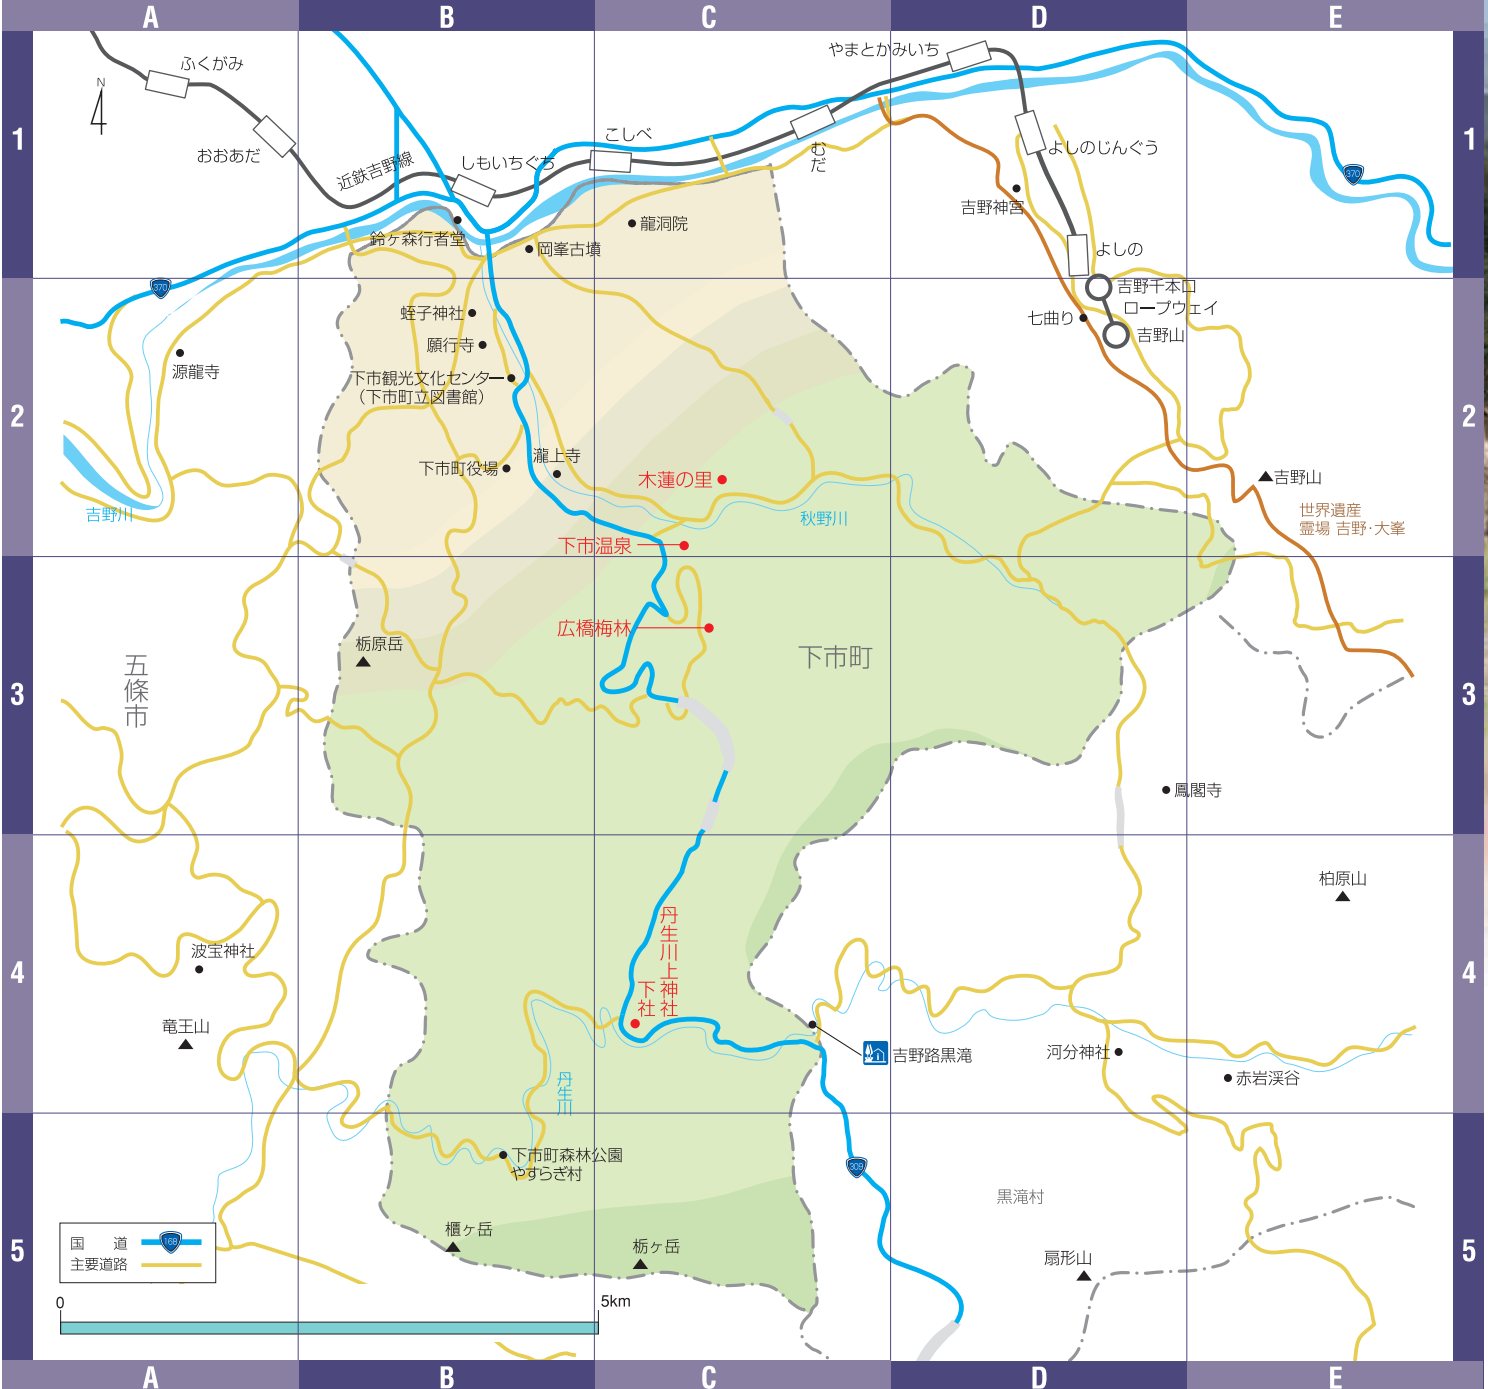 A
B
C
D
E
1
2
3
4
5
1
2
3
4
5
A
B
C
D
E
N
ふくがみ
おおあだ
近鉄吉野線
しもいちぐち
こしべ
むだ
やまとかみいち
よしのじんぐう
吉野神宮
よしの
370
370
鈴ヶ森行者堂
岡峯古墳
龍洞院
吉野千本口
ロープウェイ
吉野山
七曲り
蛭子神社
願行寺
下市観光文化センター
（下市町立図書館）
源龍寺
下市町役場
瀧上寺
木蓮の里
秋野川
下市温泉
吉野川
吉野山
世界遺産
霊場 吉野・大峯
広橋梅林
下市町
栃原岳
五條市
鳳閣寺
柏原山
丹生川上神社
下社
波宝神社
竜王山
吉野路黒滝
河分神社
赤岩渓谷
丹生川
下市町森林公園
やすらぎ村
309
黒滝村
櫃ヶ岳
栃ヶ岳
扇形山
国　道
168
主要道路
0
5km